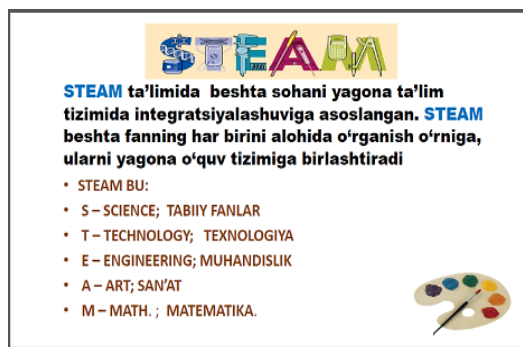 STEAM
STEAM ta’limida beshta sohani yagona ta’lim
tizimida integratsiyalashuviga asoslangan. STEAM
beshta fanning har birini alohida o‘rganish o‘rniga,
ularni yagona o‘quv tizimiga birlashtiradi
• STEAM BU:
• S – SCIENCE; TABIIY FANLAR
• T – TECHNOLOGY; TEXNOLOGIYA
• E – ENGINEERING; MUHANDISLIK
• A – ART; SAN’AT
• M – MATH. ; MATEMATIKA.